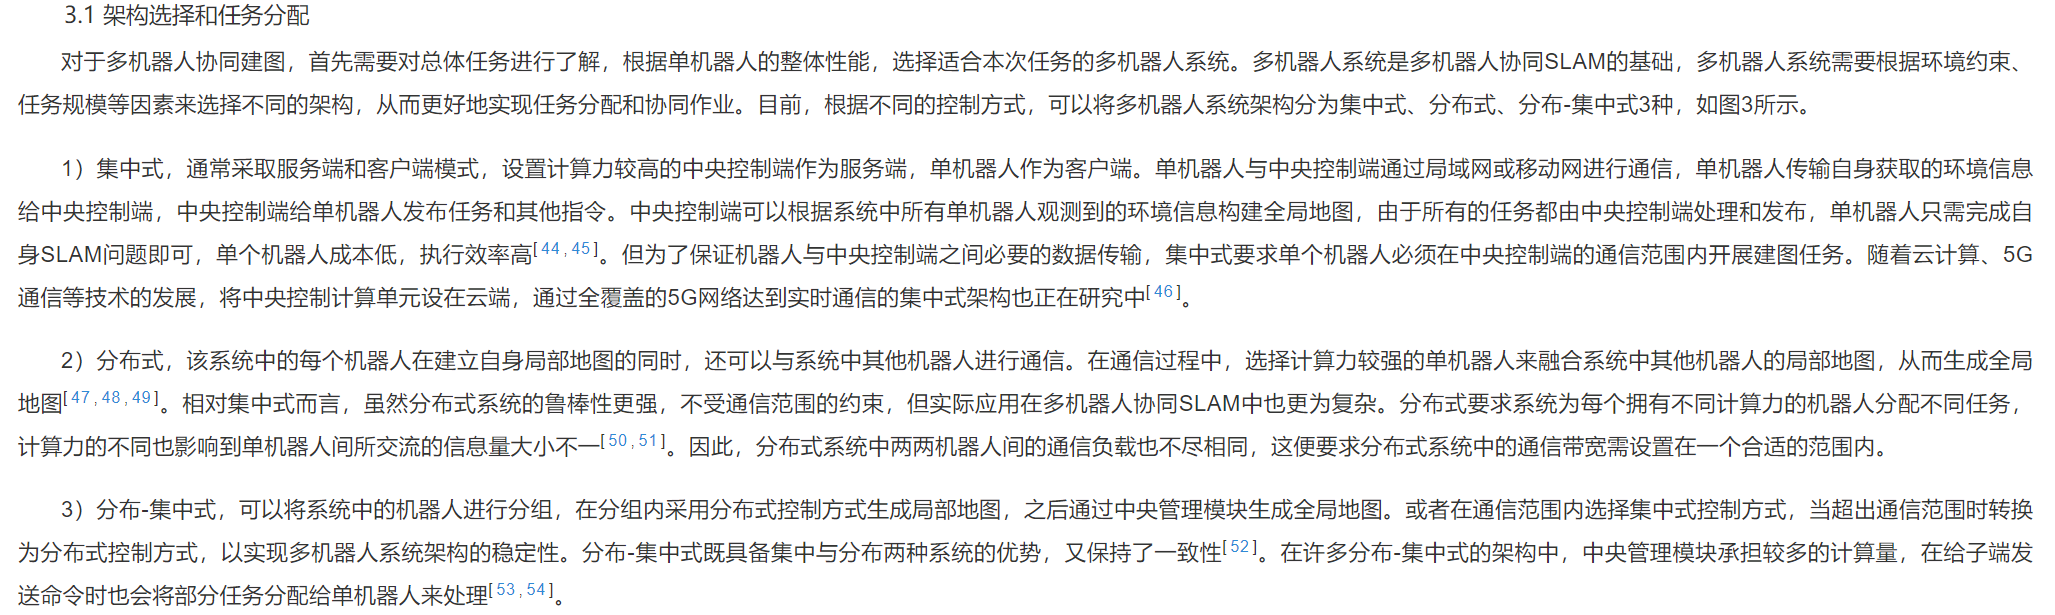 3.1 架构选择和任务分配
对于多机器人协同建图，首先需要对总体任务进行了解，根据单机器人的整体性能，选择适合本次任务的多机器人系统。多机器人系统是多机器人协同SLAM的基础，多机器人系统需要根据环境约束、
任务规模等因素来选择不同的架构，从而更好地实现任务分配和协同作业。目前，根据不同的控制方式，可以将多机器人系统架构分为集中式、分布式、分布-集中式3种，如图3所示。
1）集中式，通常采取服务端和客户端模式，设置计算力较高的中央控制端作为服务端，单机器人作为客户端。单机器人与中央控制端通过局域网或移动网进行通信，单机器人传输自身获取的环境信息
给中央控制端，中央控制端给单机器人发布任务和其他指令。中央控制端可以根据系统中所有单机器人观测到的环境信息构建全局地图，由于所有的任务都由中央控制端处理和发布，单机器人只需完成自
身SLAM问题即可，单个机器人成本低，执行效率高[44,45]。但为了保证机器人与中央控制端之间必要的数据传输，集中式要求单个机器人必须在中央控制端的通信范围内开展建图任务。随着云计算、5G
通信等技术的发展，将中央控制计算单元设在云端，通过全覆盖的5G网络达到实时通信的集中式架构也正在研究中[46]。
2）分布式，该系统中的每个机器人在建立自身局部地图的同时，还可以与系统中其他机器人进行通信。在通信过程中，选择计算力较强的单机器人来融合系统中其他机器人的局部地图，从而生成全局
地图[47,48,49]。相对集中式而言，虽然分布式系统的鲁棒性更强，不受通信范围的约束，但实际应用在多机器人协同SLAM中也更为复杂。分布式要求系统为每个拥有不同计算力的机器人分配不同任务，
计算力的不同也影响到单机器人间所交流的信息量大小不一[50,51]。因此，分布式系统中两两机器人间的通信负载也不尽相同，这便要求分布式系统中的通信带宽需设置在一个合适的范围内。
3）分布-集中式，可以将系统中的机器人进行分组，在分组内采用分布式控制方式生成局部地图，之后通过中央管理模块生成全局地图。或者在通信范围内选择集中式控制方式，当超出通信范围时转换
为分布式控制方式，以实现多机器人系统架构的稳定性。分布-集中式既具备集中与分布两种系统的优势，又保持了一致性[52]。在许多分布-集中式的架构中，中央管理模块承担较多的计算量，在给子端发
送命令时也会将部分任务分配给单机器人来处理[53,54]。